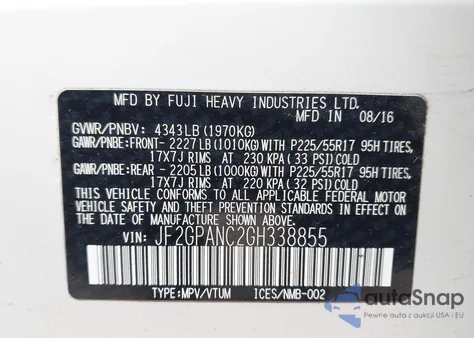 MFD BY FUJI HEAVY INDUSTRIES LTD.
MFD IN 08/16
GVWR/PNBV: 4343LB(1970KG)
GAWR/PNBE:FRONT- 2227LB(1010KG)WITH P225/55R17 95H TIRES,
17X7J RIMS AT 230 KPA (33 PSI)COLD
GAWR/PNBE:REAR - 2205LB(1000KG)WITH P225/55R17 95H TIRES,
17X7J RIMS AT 220 KPA (32 PSI)COLD
THIS VEHICLE CONFORMS TO ALL APPLICABLE FEDERAL MOTOR
VEHICLE SAFETY, BUMPER, AND THEFT PREVENTION STANDARDS
IN EFFECT ON THE DATE OF MANUFACTURE SHOWN ABOVE.
VIN: JF2GPANC2GH338855
TYPE:MPV/VTUM ICES/NMB-002
autoSnap
Pewne auto z aukcji w USA i EU